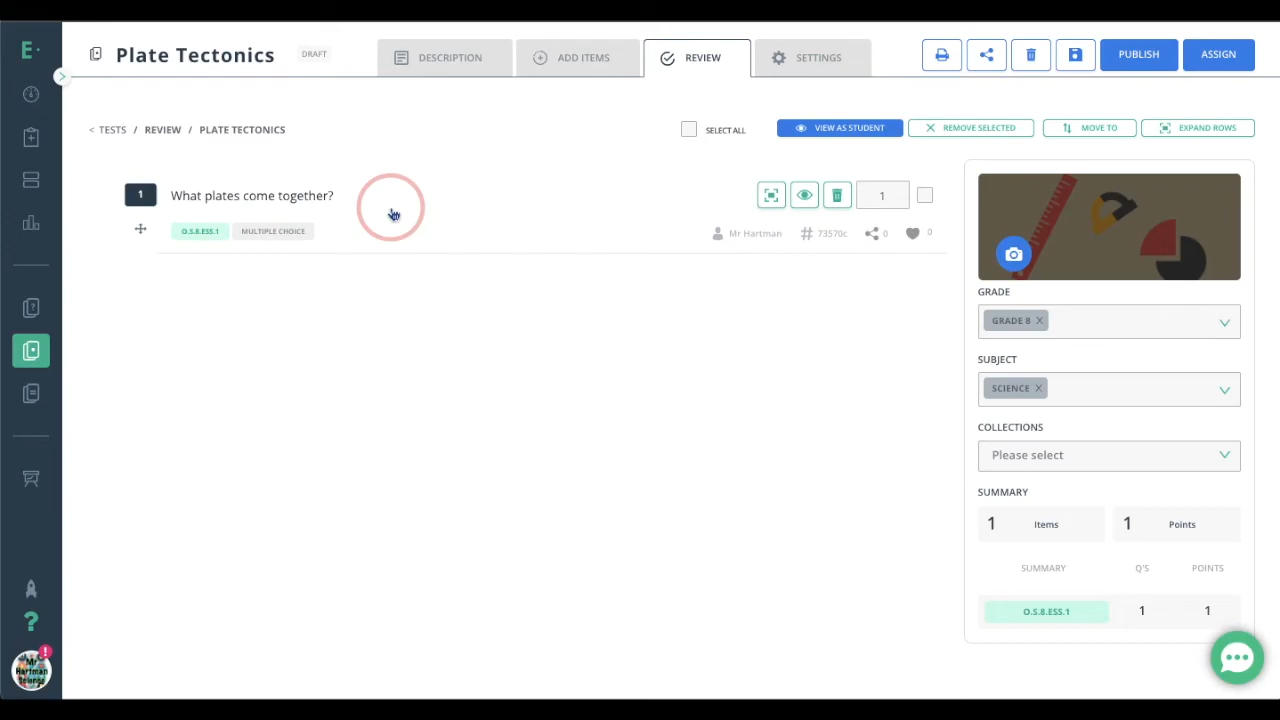 E
Plate Tectonics
DRAFT
DESCRIPTION
ADD ITEMS
REVIEW
SETTINGS
PUBLISH
ASSIGN
< TESTS / REVIEW / PLATE TECTONICS
SELECT ALL
VIEW AS STUDENT
REMOVE SELECTED
MOVE TO
EXPAND ROWS
1
What plates come together?
1
O.S.8.ESS.1
MULTIPLE CHOICE
Mr Hartman
# 73570c
0
0
GRADE
GRADE 8 X
SUBJECT
SCIENCE X
COLLECTIONS
Please select
SUMMARY
1 Items
1 Points
SUMMARY Q'S POINTS
O.S.8.ESS.1 1 1
?
!
Mr
Hartman
Science